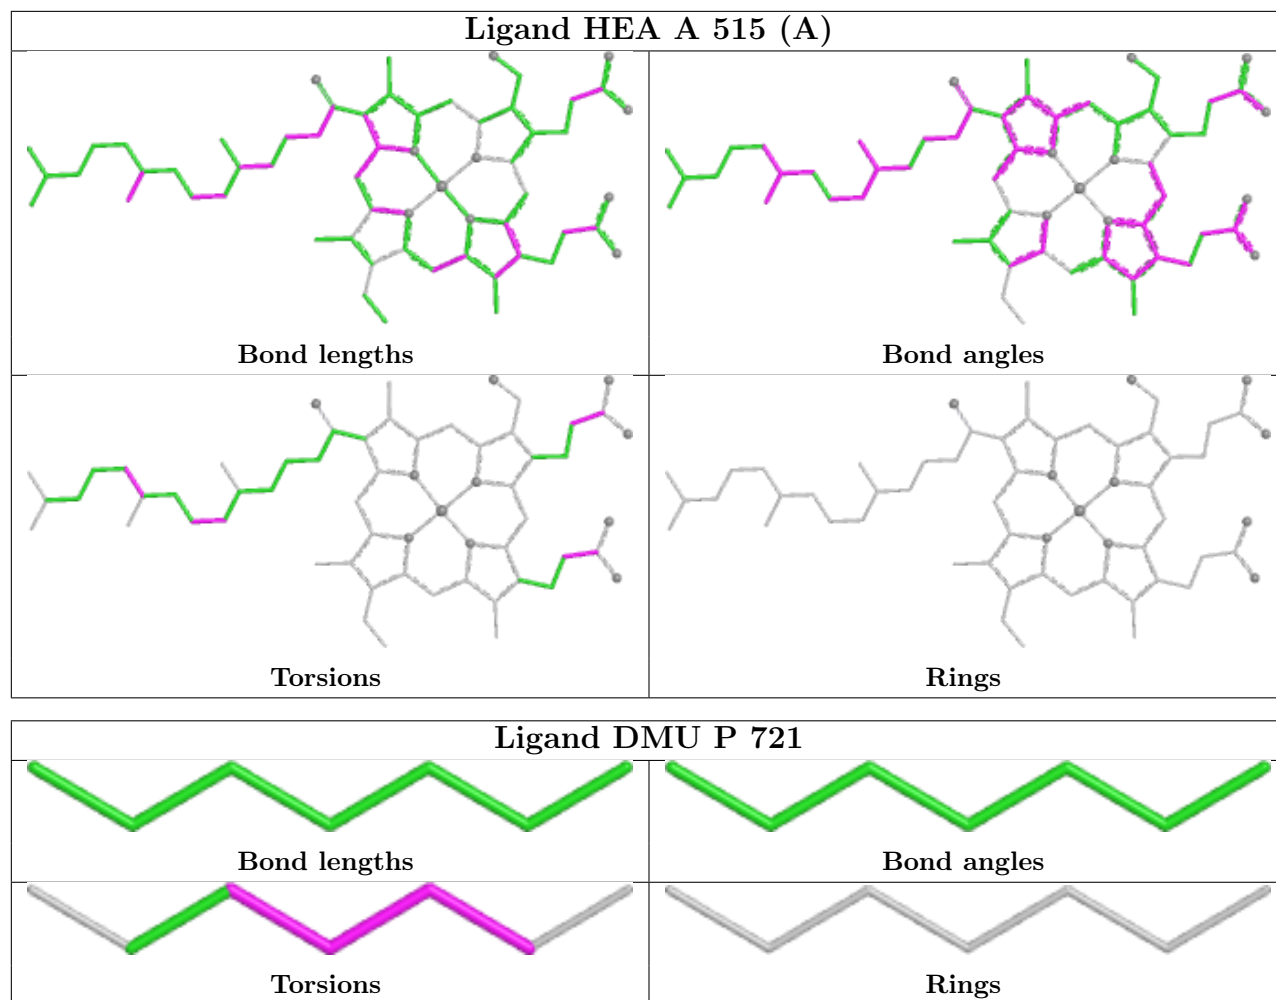 Ligand HEA A 515 (A)
Bond lengths
Bond angles
Torsions
Rings
Ligand DMU P 721
Bond lengths
Bond angles
Torsions
Rings